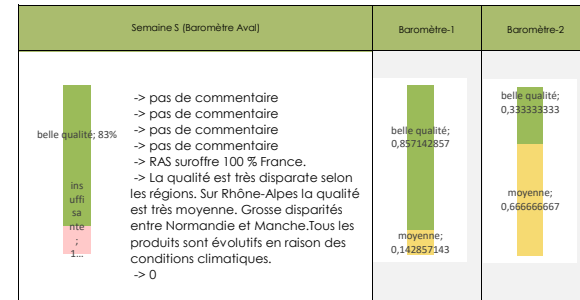 Semaine S (Baromètre Aval)
Baromètre-1
Baromètre-2
belle qualité; 83%
ins
uffi
sa
nte
;
1...
-> pas de commentaire
-> pas de commentaire
-> pas de commentaire
-> pas de commentaire
-> RAS suroffre 100 % France.
-> La qualité est très disparate selon
les régions. Sur Rhône-Alpes la qualité
est très moyenne. Grosse disparités
entre Normandie et Manche.Tous les
produits sont évolutifs en raison des
conditions climatiques.
-> 0
belle qualité;
0,857142857
moyenne;
0,142857143
belle qualité;
0,333333333
moyenne;
0,666666667